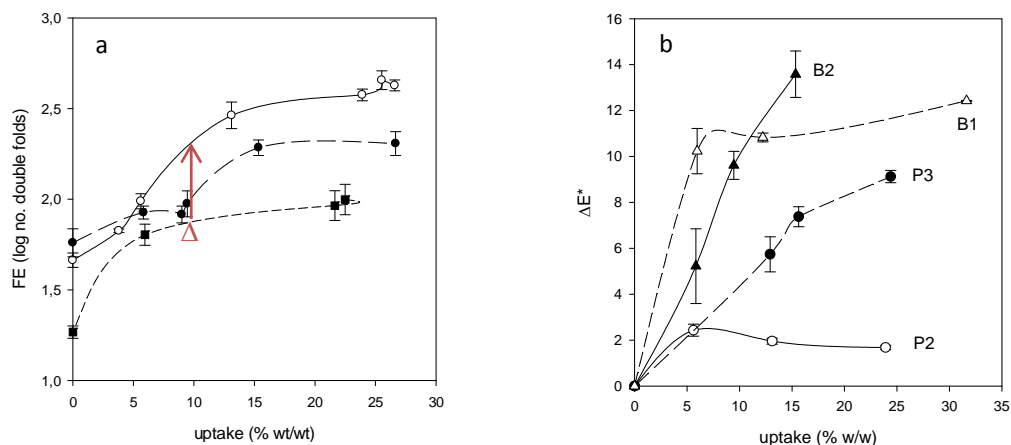 a
3,0
2,5
2,0
1,5
1,0
FE (log no. double folds)
Δ
0 5 10 15 20 25 30
uptake (% wt/wt)
b
16
14
12
10
8
6
4
2
0
ΔE*
B2
B1
P3
P2
0 5 10 15 20 25 30 35
uptake (% w/w)